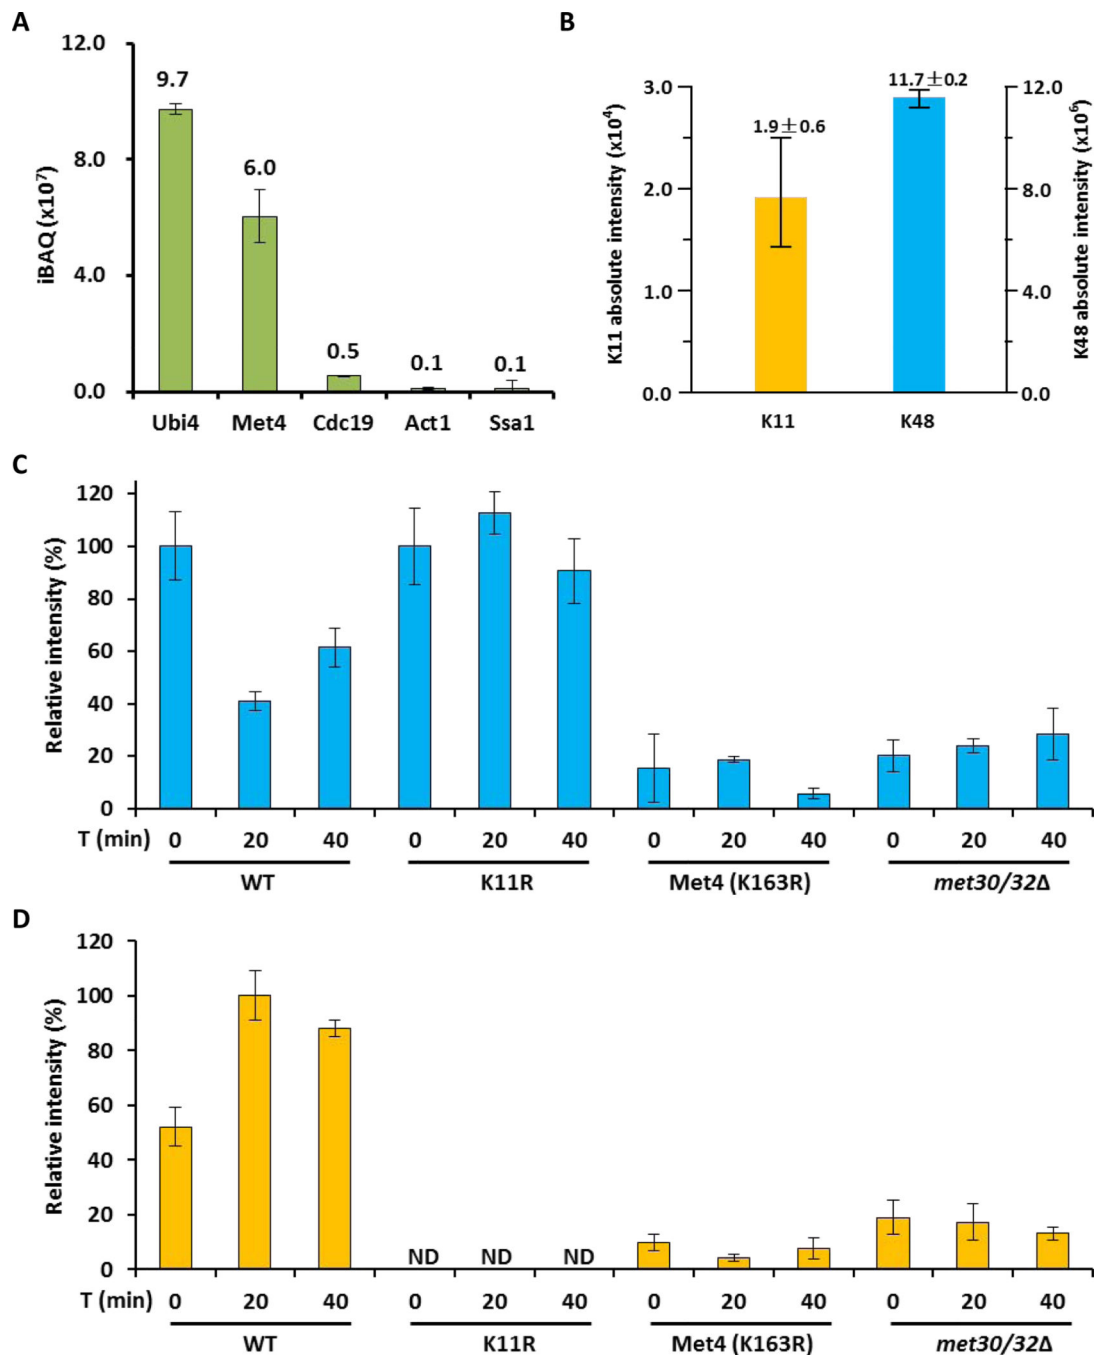 A
iBAQ (x10⁷)
12.0
8.0
4.0
0.0
9.7
6.0
0.5
0.1
0.1
Ubi4 Met4 Cdc19 Act1 Ssa1
B
K11 absolute intensity (x10⁴)
3.0
2.0
1.0
0.0
1.9±0.6
11.7±0.2
K11 K48
12.0
8.0
4.0
0.0
K48 absolute intensity (x10⁶)
C
Relative intensity (%)
120
100
80
60
40
20
0
T (min) 0 20 40 0 20 40 0 20 40 0 20 40
WT K11R Met4 (K163R) met30/32Δ
D
Relative intensity (%)
120
100
80
60
40
20
0
ND ND ND
T (min) 0 20 40 0 20 40 0 20 40 0 20 40
WT K11R Met4 (K163R) met30/32Δ